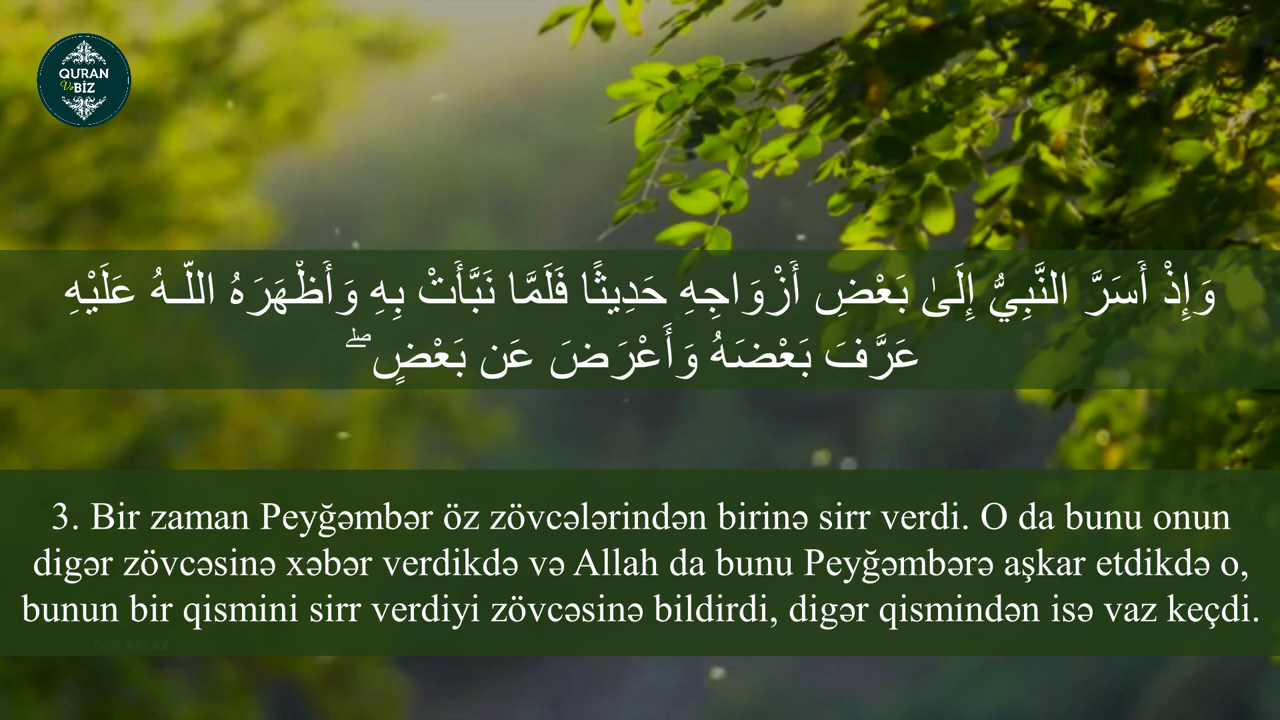 QURAN
Və BİZ
وَإِذْ أَسَرَّ النَّبِيُّ إِلَىٰ بَعْضِ أَزْوَاجِهِ حَدِيثًا فَلَمَّا نَبَّأَتْ بِهِ وَأَظْهَرَهُ اللَّـهُ عَلَيْهِ
عَرَّفَ بَعْضَهُ وَأَعْرَضَ عَن بَعْضٍ ۖ
3. Bir zaman Peyğəmbər öz zövcələrindən birinə sirr verdi. O da bunu onun
digər zövcəsinə xəbər verdikdə və Allah da bunu Peyğəmbərə aşkar etdikdə o,
bunun bir qismini sirr verdiyi zövcəsinə bildirdi, digər qismindən isə vaz keçdi.